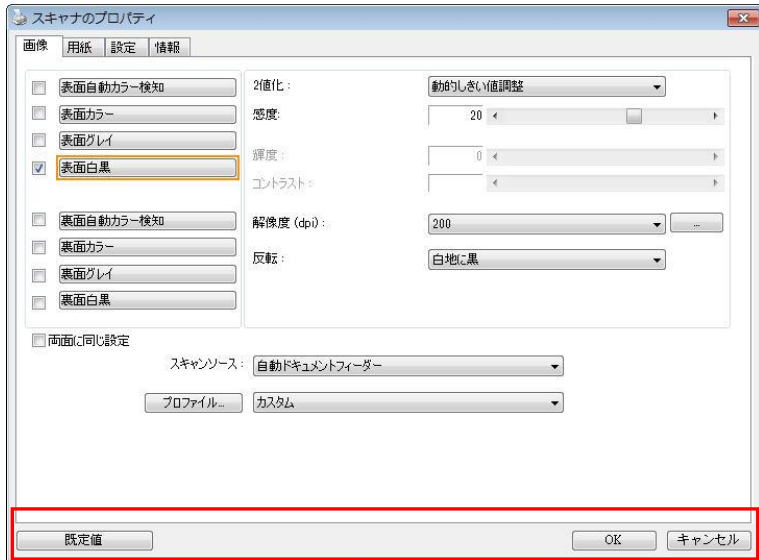 スキャナのプロパティ
画像 用紙 設定 情報
表面自動カラー検知
表面カラー
表面グレイ
表面白黒
裏面自動カラー検知
裏面カラー
裏面グレイ
裏面白黒
2値化： 動的しきい値調整
感度: 20
輝度： 0
コントラスト：
解像度 (dpi)： 200 ...
反転： 白地に黒
両面に同じ設定
スキャンソース： 自動ドキュメントフィーダー
プロファイル... カスタム
既定値 OK キャンセル